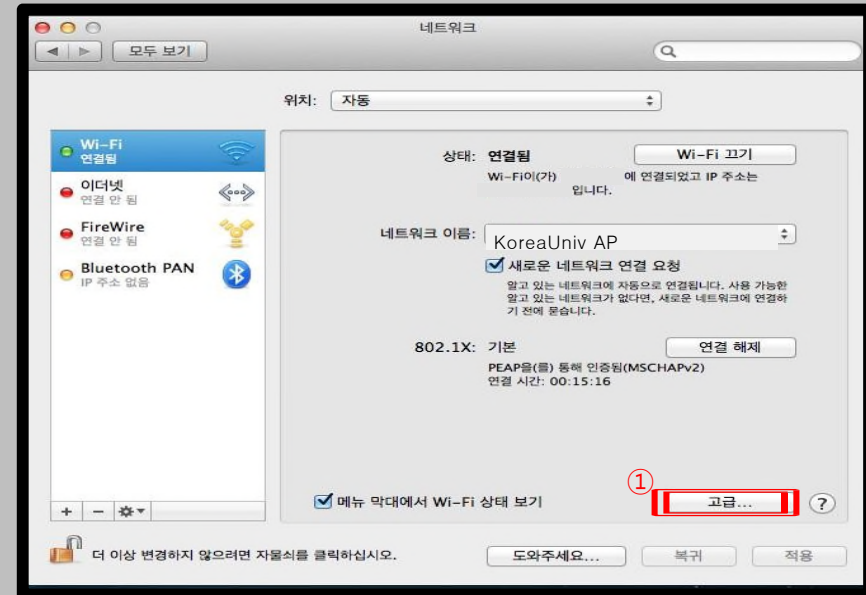 네트워크
모두 보기
위치: 자동
Wi-Fi
연결됨
이더넷
연결 안 됨
FireWire
연결 안 됨
Bluetooth PAN
IP 주소 없음
상태: 연결됨
Wi-Fi 끄기
Wi-Fi이(가) 에 연결되었고 IP 주소는
입니다.
네트워크 이름: KoreaUniv AP
새로운 네트워크 연결 요청
알고 있는 네트워크에 자동으로 연결됩니다. 사용 가능한
알고 있는 네트워크가 없다면, 새로운 네트워크에 연결하
기 전에 묻습니다.
802.1X: 기본
연결 해제
PEAP을(를) 통해 인증됨(MSCHAPv2)
연결 시간: 00:15:16
①
메뉴 막대에서 Wi-Fi 상태 보기
고급...
?
+ −
더 이상 변경하지 않으려면 자물쇠를 클릭하십시오.
도와주세요...
복귀
적용